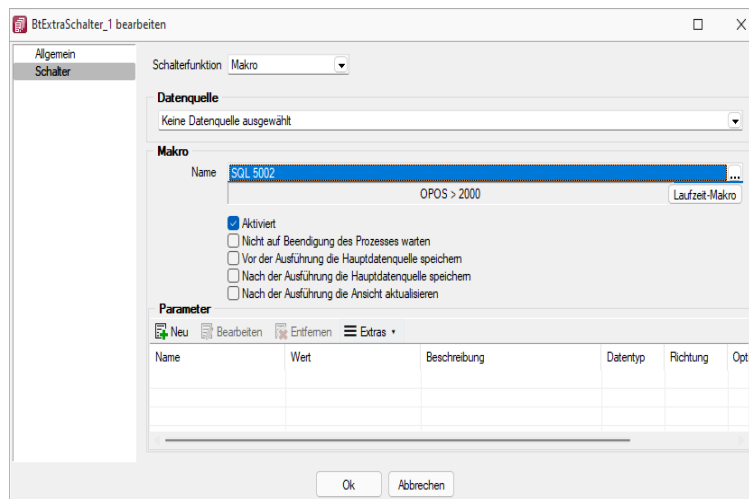 BtExtraSchalter_1 bearbeiten
Allgemein
Schalter
Schalterfunktion Makro
Datenquelle
Keine Datenquelle ausgewählt
Makro
Name SQL 5002 ...
OPOS > 2000 Laufzeit-Makro
Aktiviert
Nicht auf Beendigung des Prozesses warten
Vor der Ausführung die Hauptdatenquelle speichern
Nach der Ausführung die Hauptdatenquelle speichern
Nach der Ausführung die Ansicht aktualisieren
Parameter
Neu Bearbeiten Entfernen Extras
Name Wert Beschreibung Datentyp Richtung Opti
Ok Abbrechen